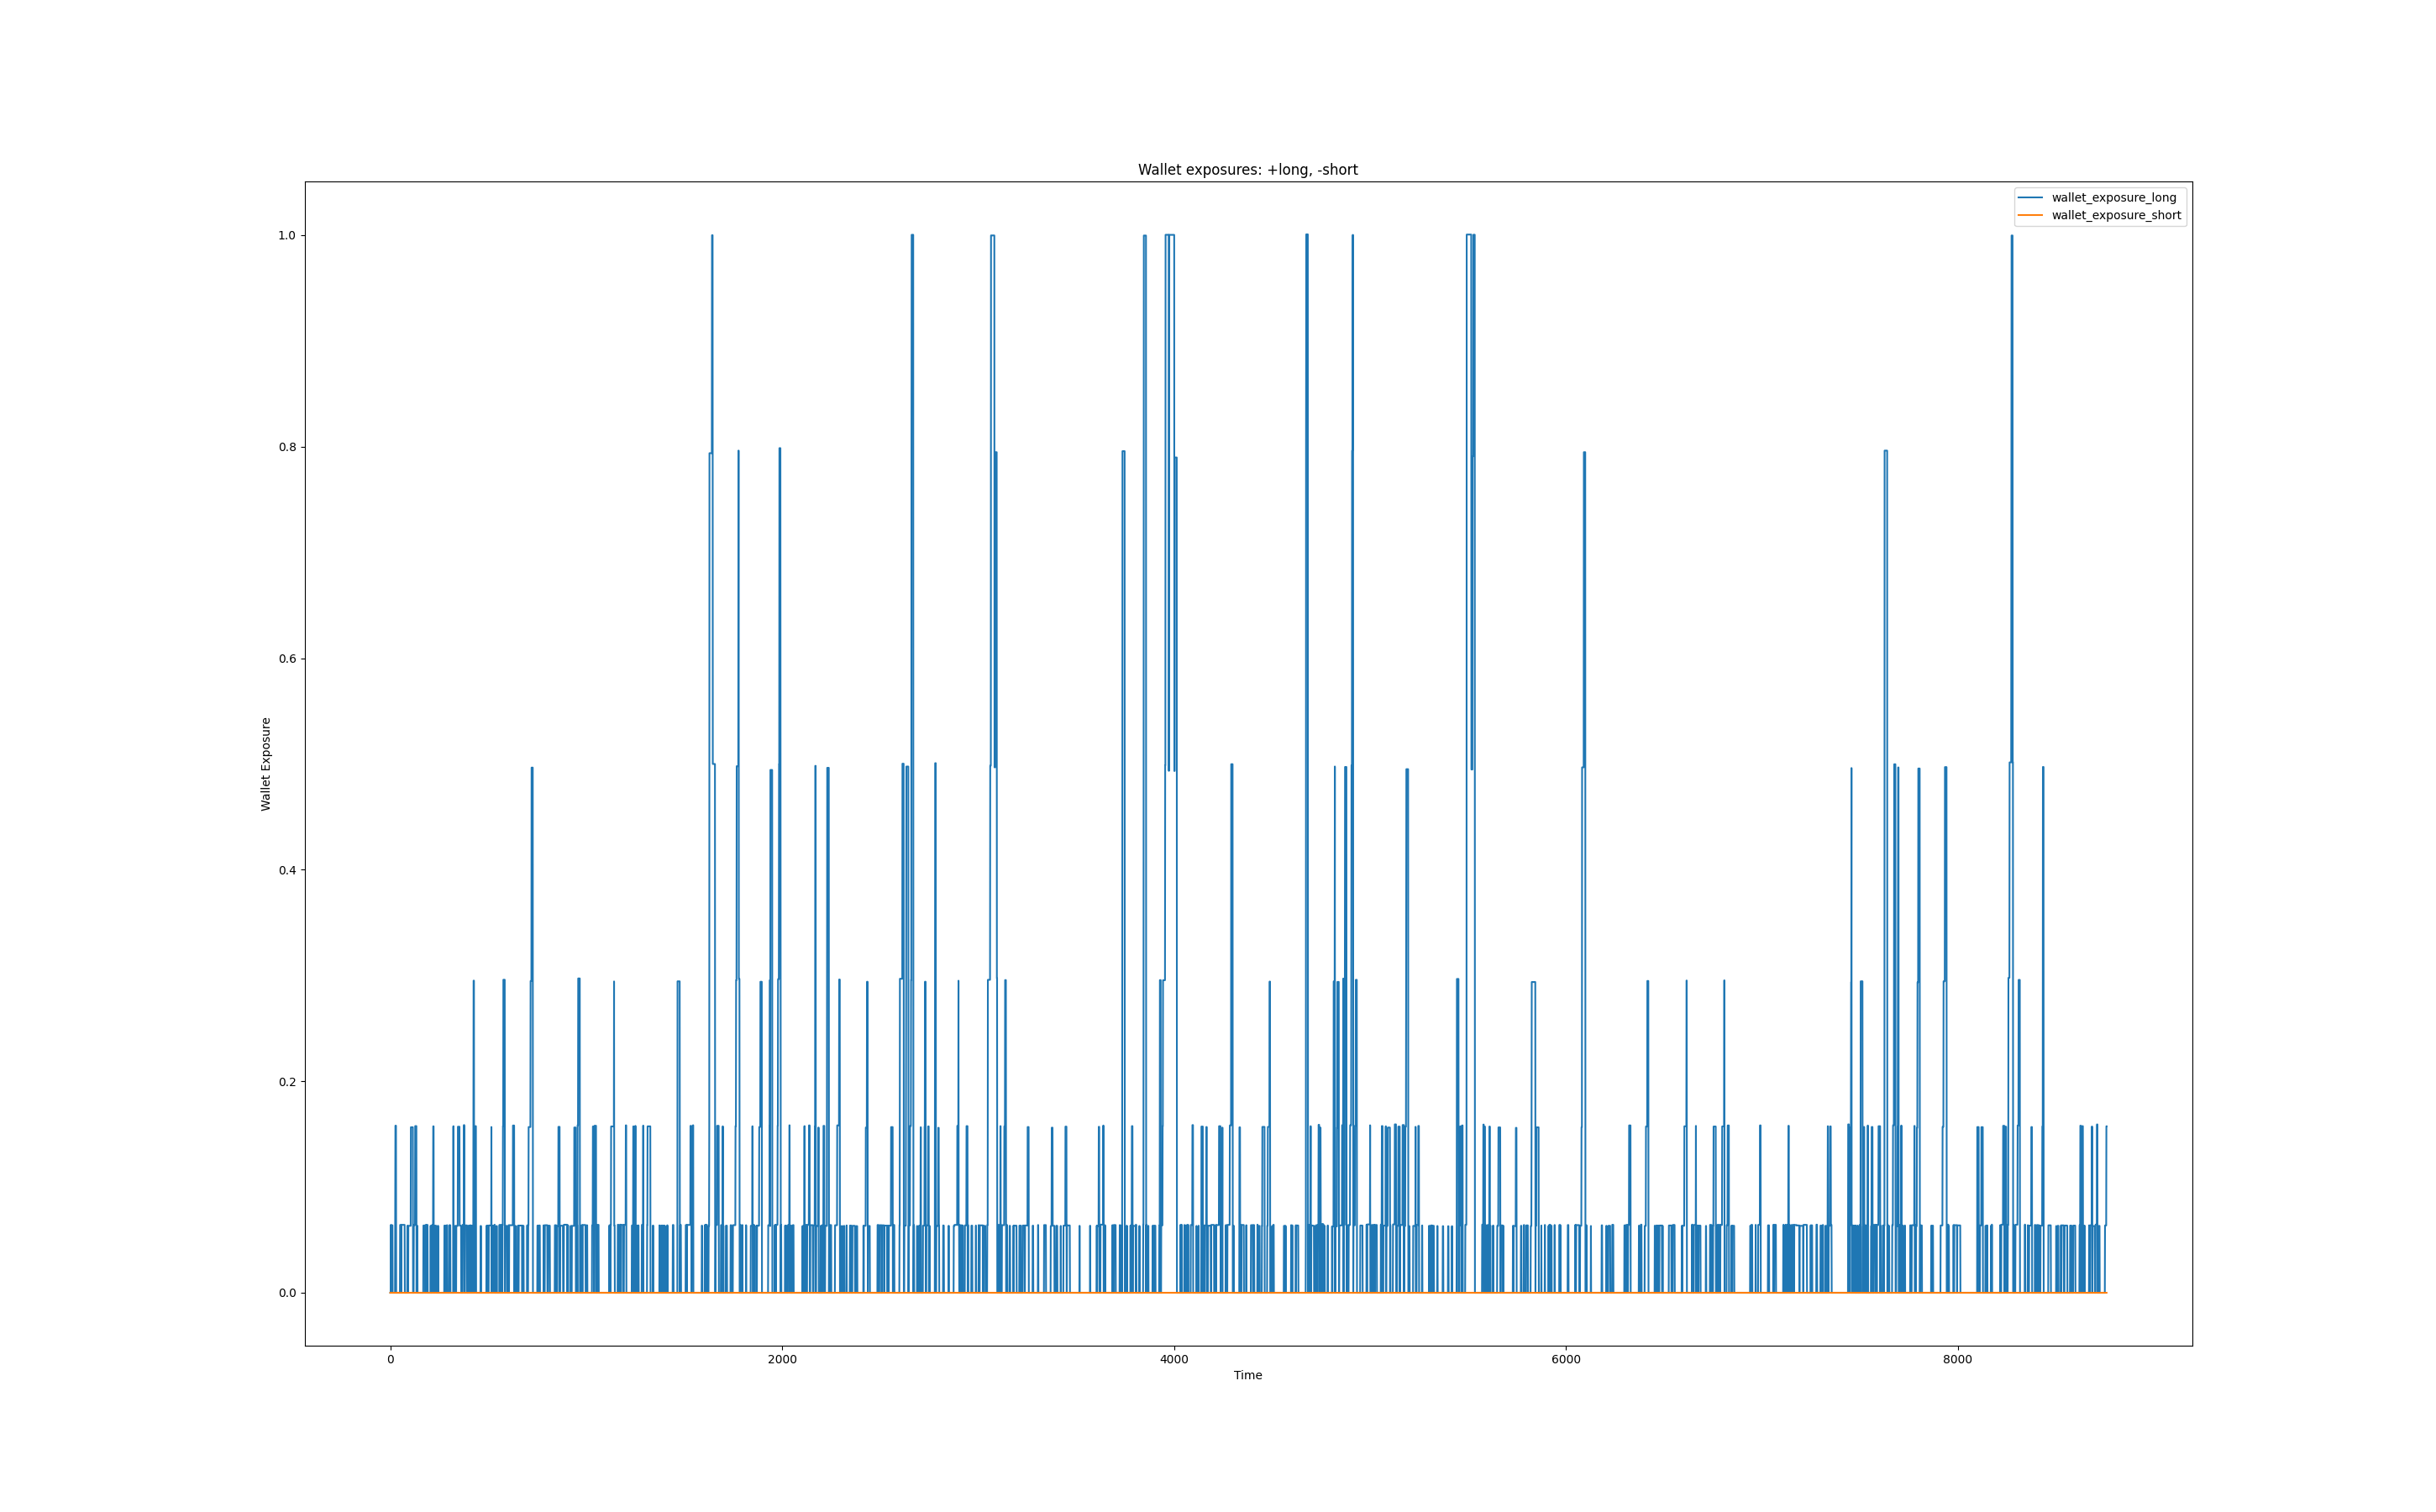 Wallet exposures: +long, -short
wallet_exposure_long
wallet_exposure_short
1.0
0.8
0.6
0.4
0.2
0.0
Wallet Exposure
0 2000 4000 6000 8000
Time